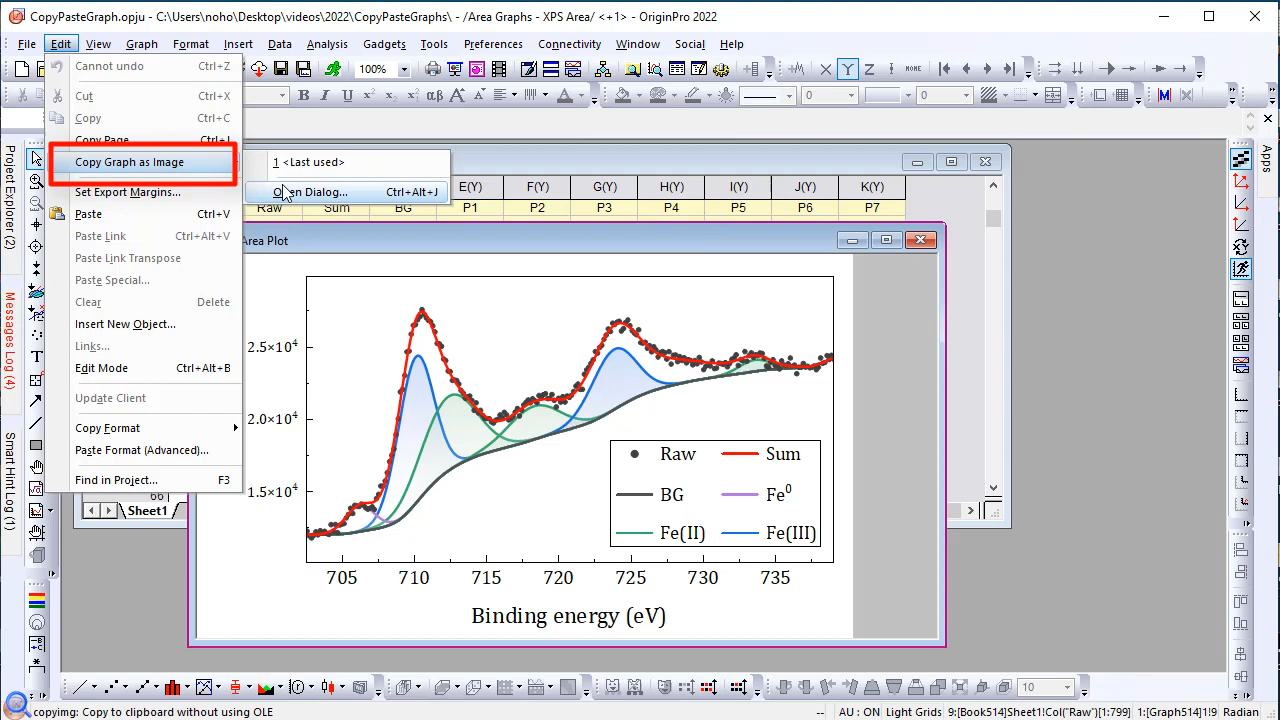 CopyPasteGraph.opju - C:\Users\noho\Desktop\videos\2022\CopyPasteGraphs\ - /Area Graphs - XPS Area/ <+1> - OriginPro 2022
File Edit View Graph Format Insert Data Analysis Gadgets Tools Preferences Connectivity Window Social Help
100%
Y Z NONE
B I U αβ A A A
0 0
Cannot undo Ctrl+Z
Cut Ctrl+X
Copy Ctrl+C
Copy Page Ctrl+J
Copy Graph as Image
Set Export Margins...
Paste Ctrl+V
Paste Link Ctrl+Alt+V
Paste Link Transpose
Paste Special...
Clear Delete
Insert New Object...
Links...
Edit Mode Ctrl+Alt+B
Update Client
Copy Format
Paste Format (Advanced)...
Find in Project... F3
1 <Last used>
Open Dialog... Ctrl+Alt+J
Project Explorer (2)
Messages Log (4)
Smart Hint Log (1)
Apps
E(Y) F(Y) G(Y) H(Y) I(Y) J(Y) K(Y)
Raw Sum BG P1 P2 P3 P4 P5 P6 P7
Area Plot
2.5×10⁴
2.0×10⁴
1.5×10⁴
Raw Sum
BG Fe⁰
Fe(II) Fe(III)
705 710 715 720 725 730 735
Binding energy (eV)
66
Sheet1
10
copyimg: Copy to clipboard without using OLE
-- AU : ON Light Grids 9:[Book514]Sheet1!Col("Raw")[1:799] 1:[Graph514]1!9 Radian